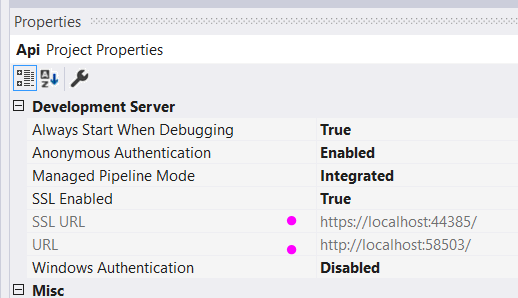 Properties
Api Project Properties
Development Server
Always Start When Debugging True
Anonymous Authentication Enabled
Managed Pipeline Mode Integrated
SSL Enabled True
SSL URL https://localhost:44385/
URL http://localhost:58503/
Windows Authentication Disabled
Misc